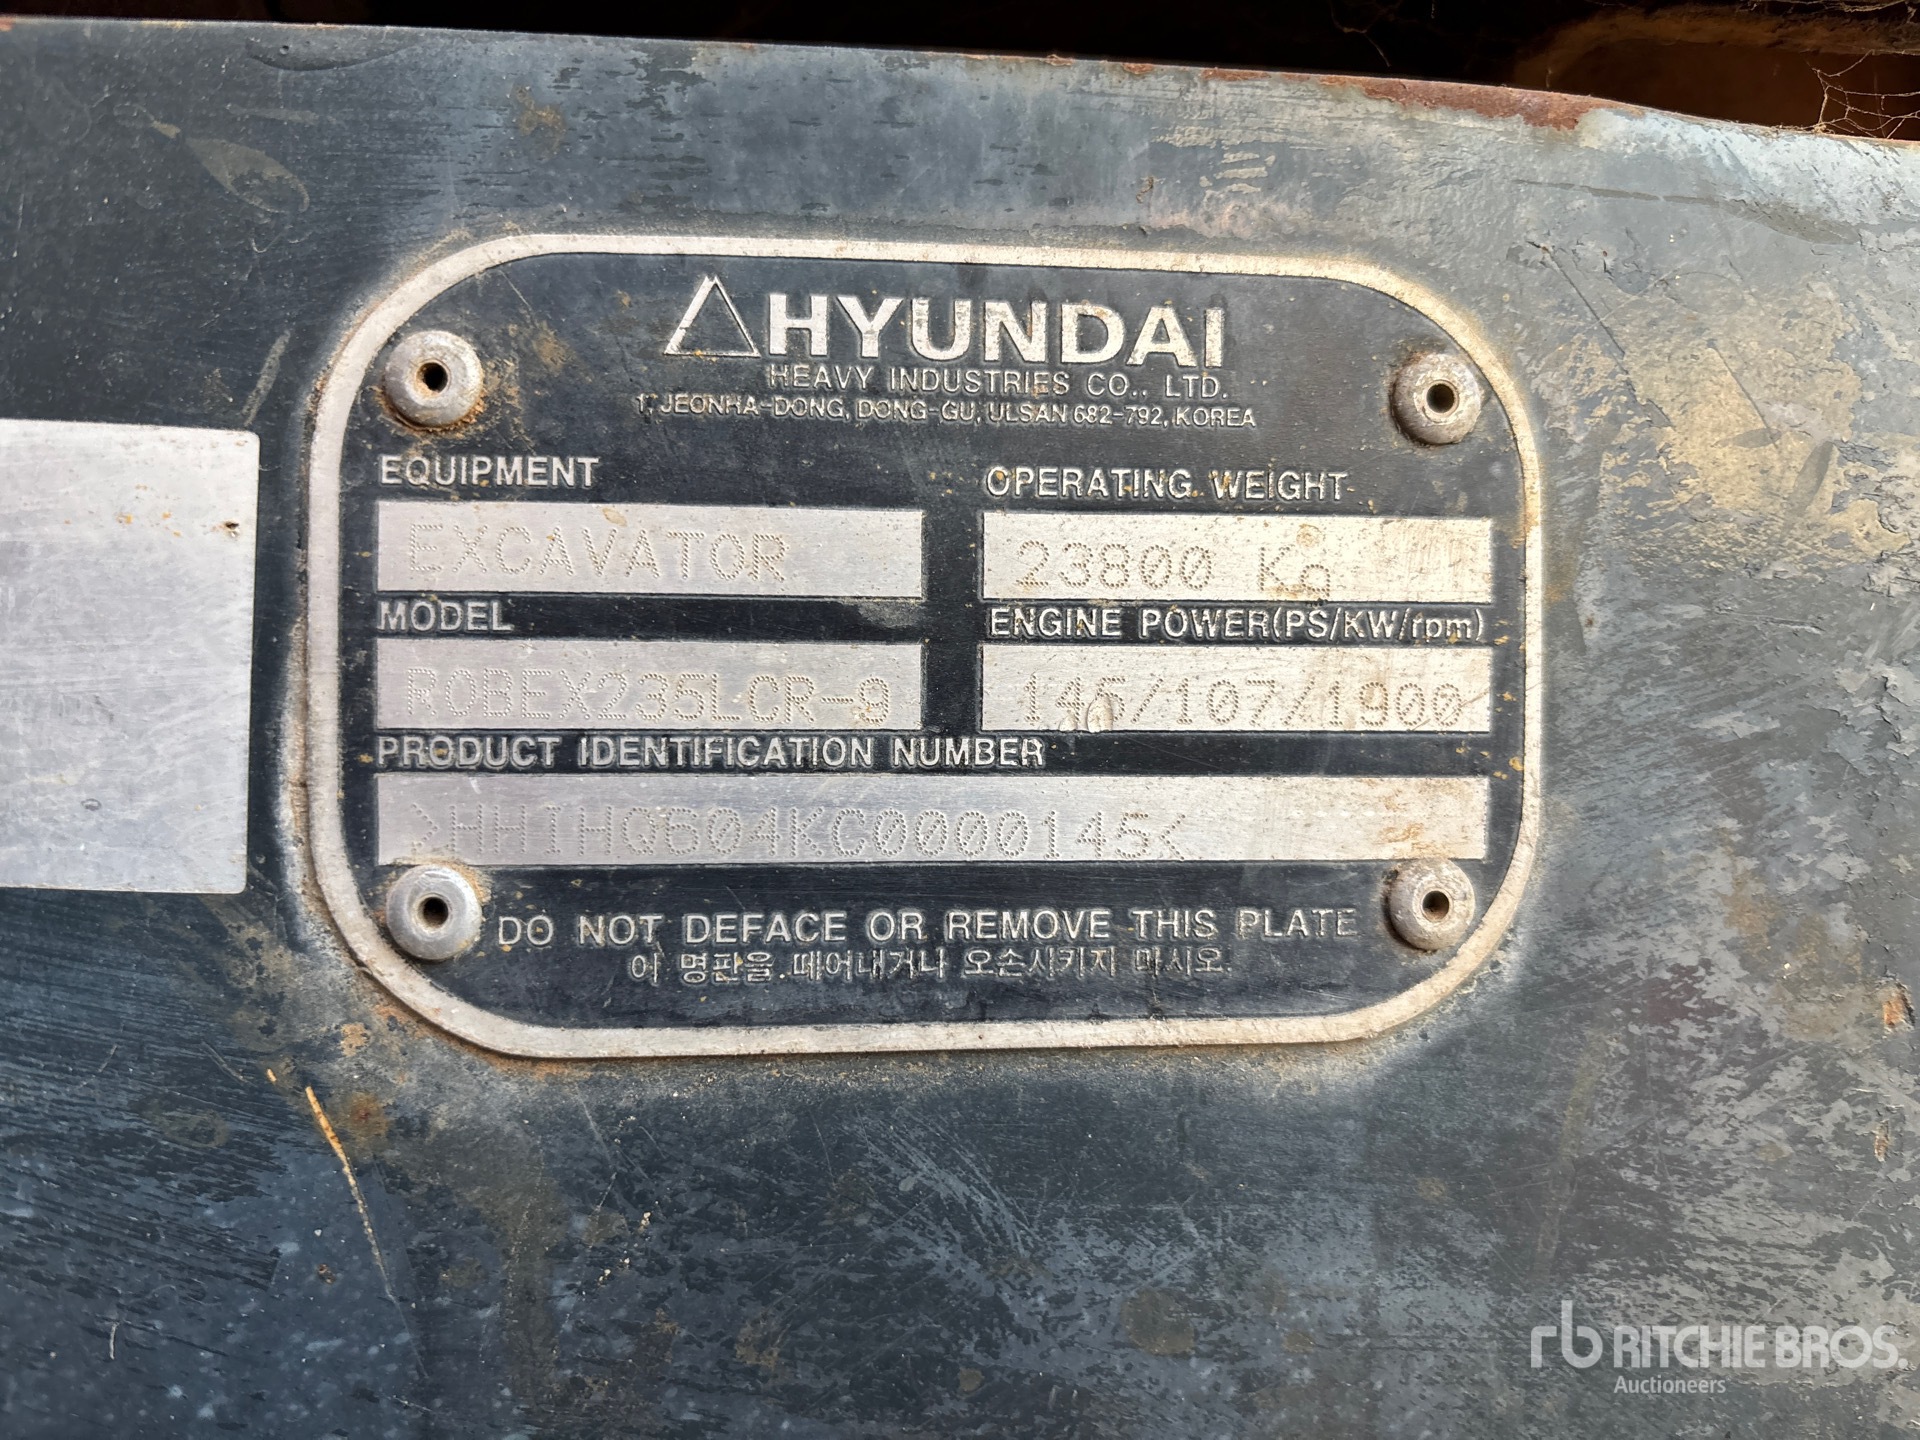 HYUNDAI
HEAVY INDUSTRIES CO., LTD.
1, JEONHA-DONG, DONG-GU, ULSAN 682-792, KOREA
EQUIPMENT
EXCAVATOR
OPERATING WEIGHT
23800 Kg
MODEL
ROBEX235LCR-9
ENGINE POWER(PS/KW/rpm)
145/107/1900
PRODUCT IDENTIFICATION NUMBER
>HHIHQ604KC0000145<
DO NOT DEFACE OR REMOVE THIS PLATE
이 명판을 떼어내거나 오손시키지 마시오.
rb RITCHIE BROS.
Auctioneers